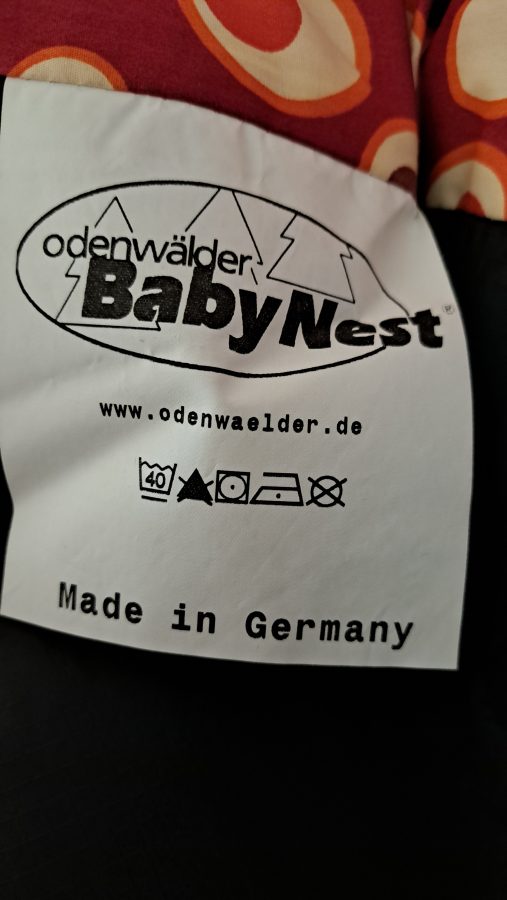 odenwälder
BabyNest®
www.odenwaelder.de
40
Made in Germany